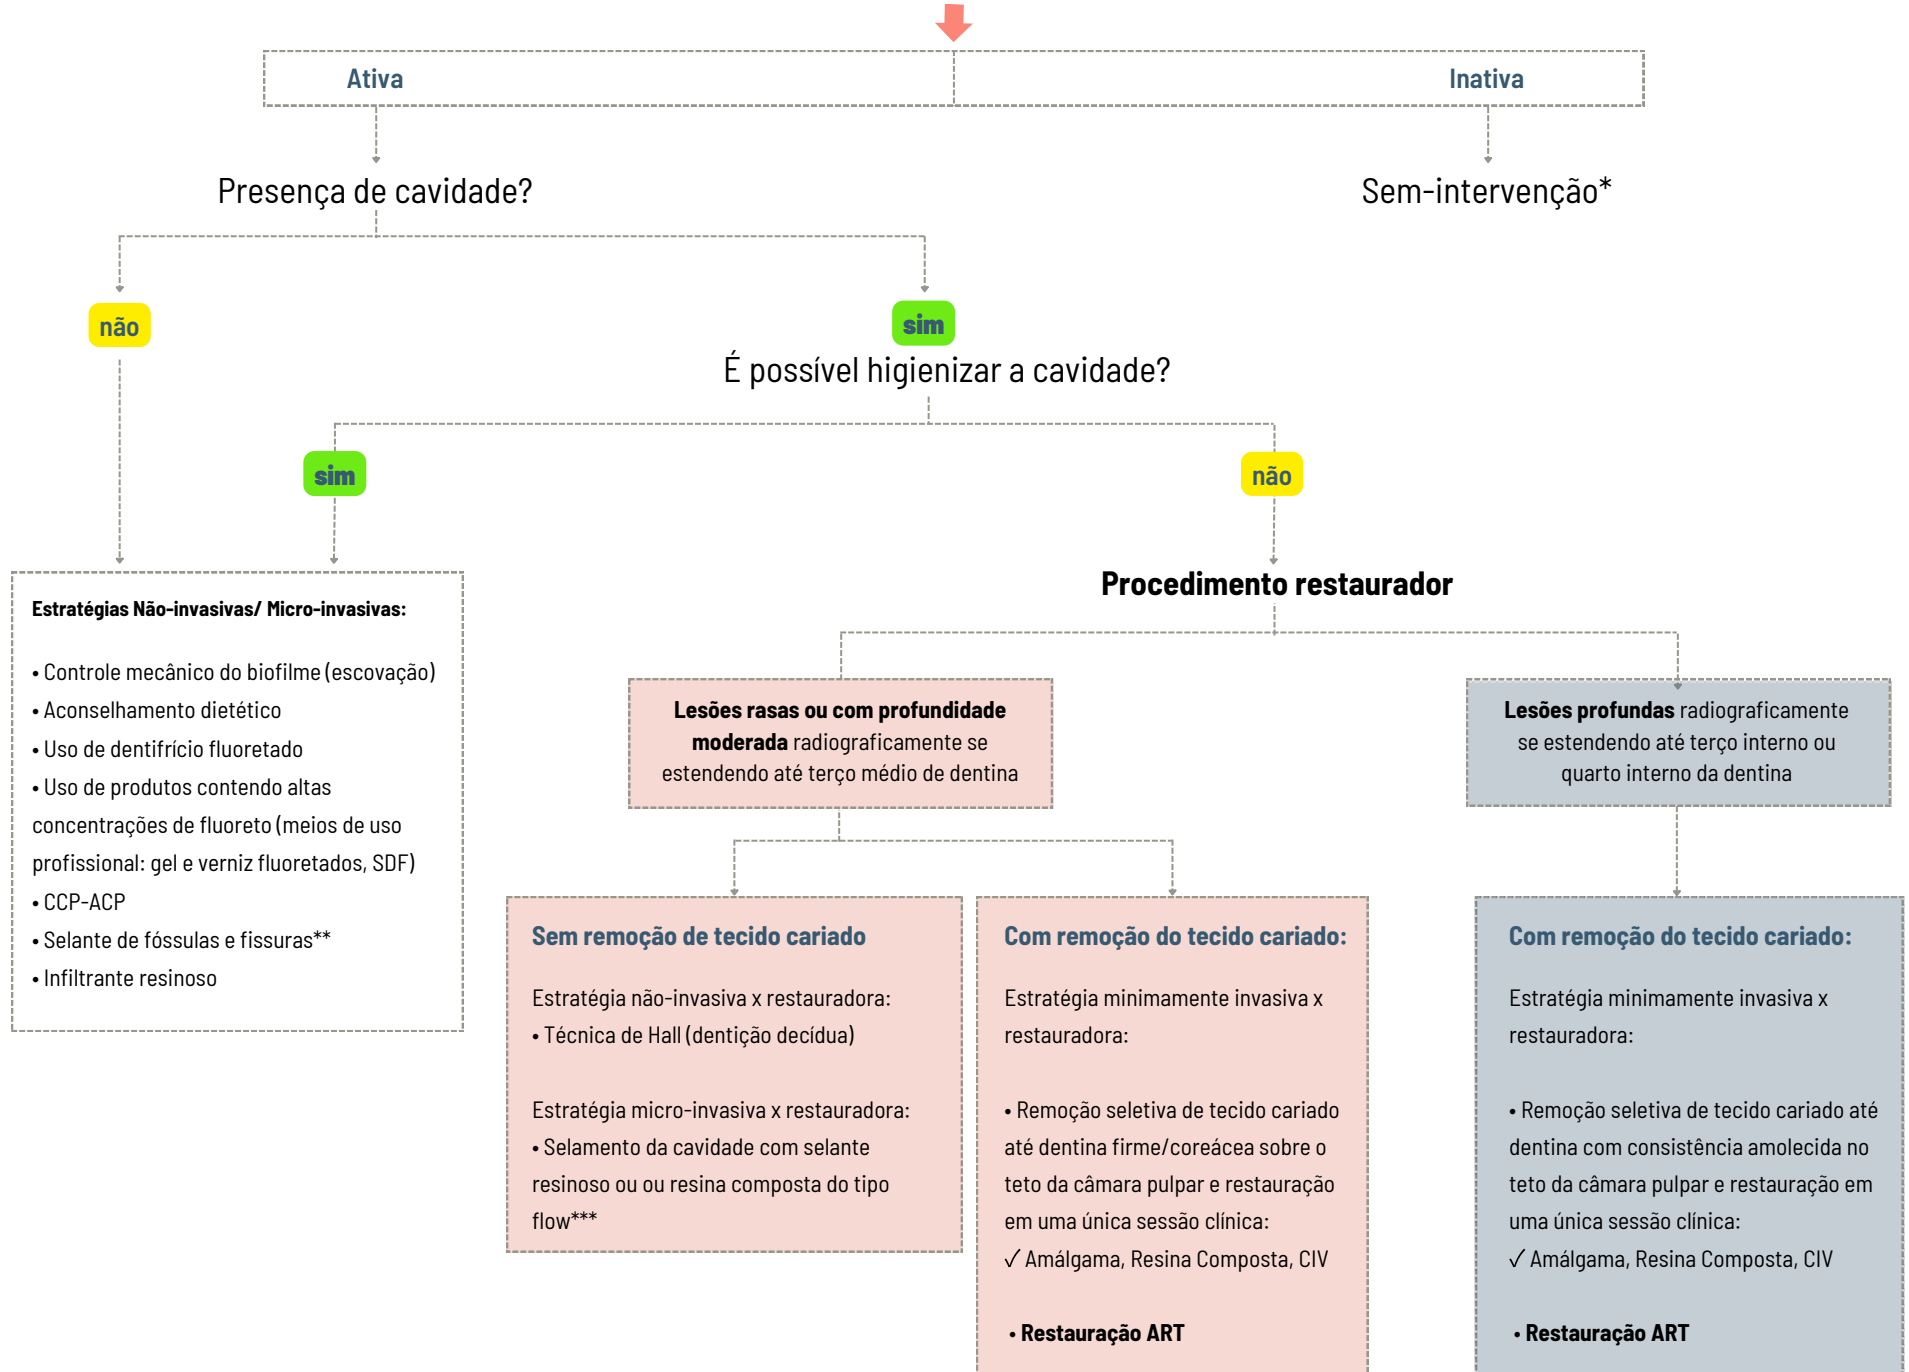 Ativa
Inativa
Presença de cavidade?
Sem-intervenção*
não
sim
É possível higienizar a cavidade?
sim
não
Procedimento restaurador
Estratégias Não-invasivas/ Micro-invasivas:
• Controle mecânico do biofilme (escovação)
• Aconselhamento dietético
• Uso de dentifrício fluoretado
• Uso de produtos contendo altas
concentrações de fluoreto (meios de uso
profissional: gel e verniz fluoretados, SDF)
• CCP-ACP
• Selante de fóssulas e fissuras**
• Infiltrante resinoso
Lesões rasas ou com profundidade
moderada radiograficamente se
estendendo até terço médio de dentina
Lesões profundas radiograficamente
se estendendo até terço interno ou
quarto interno da dentina
Sem remoção de tecido cariado
Estratégia não-invasiva x restauradora:
• Técnica de Hall (dentição decídua)
Estratégia micro-invasiva x restauradora:
• Selamento da cavidade com selante
resinoso ou ou resina composta do tipo
flow***
Com remoção do tecido cariado:
Estratégia minimamente invasiva x
restauradora:
• Remoção seletiva de tecido cariado
até dentina firme/coreácea sobre o
teto da câmara pulpar e restauração
em uma única sessão clínica:
✓ Amálgama, Resina Composta, CIV
• Restauração ART
Com remoção do tecido cariado:
Estratégia minimamente invasiva x
restauradora:
• Remoção seletiva de tecido cariado até
dentina com consistência amolecida no
teto da câmara pulpar e restauração em
uma única sessão clínica:
✓ Amálgama, Resina Composta, CIV
• Restauração ART